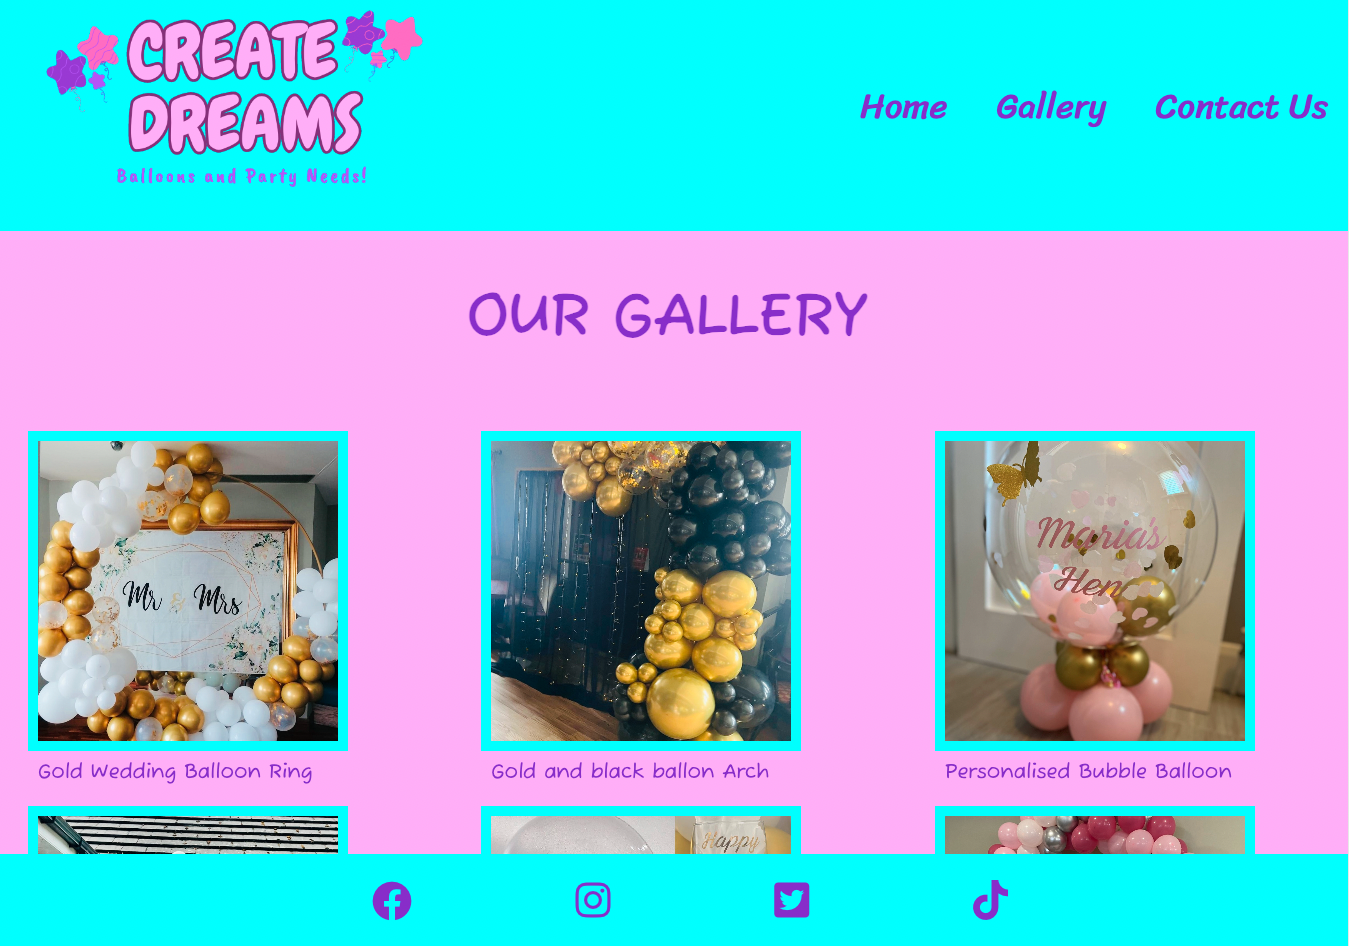 CREATE
DREAMS
Balloons and Party Needs!
Home Gallery Contact Us
OUR GALLERY
Mr & Mrs
Maria's
Hen
Gold Wedding Balloon Ring
Gold and black ballon Arch
Personalised Bubble Balloon
Happy